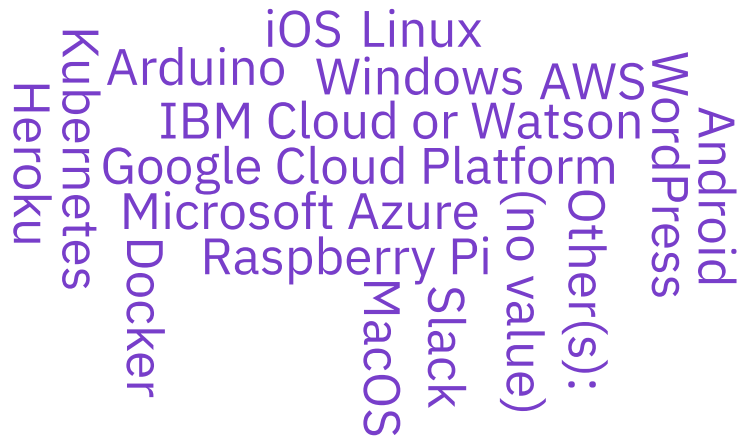 iOS
Linux
Arduino
Windows
AWS
IBM Cloud or Watson
Google Cloud Platform
Microsoft Azure
Raspberry Pi
Heroku
Kubernetes
Docker
MacOS
Slack
(no value)
Other(s):
WordPress
Android